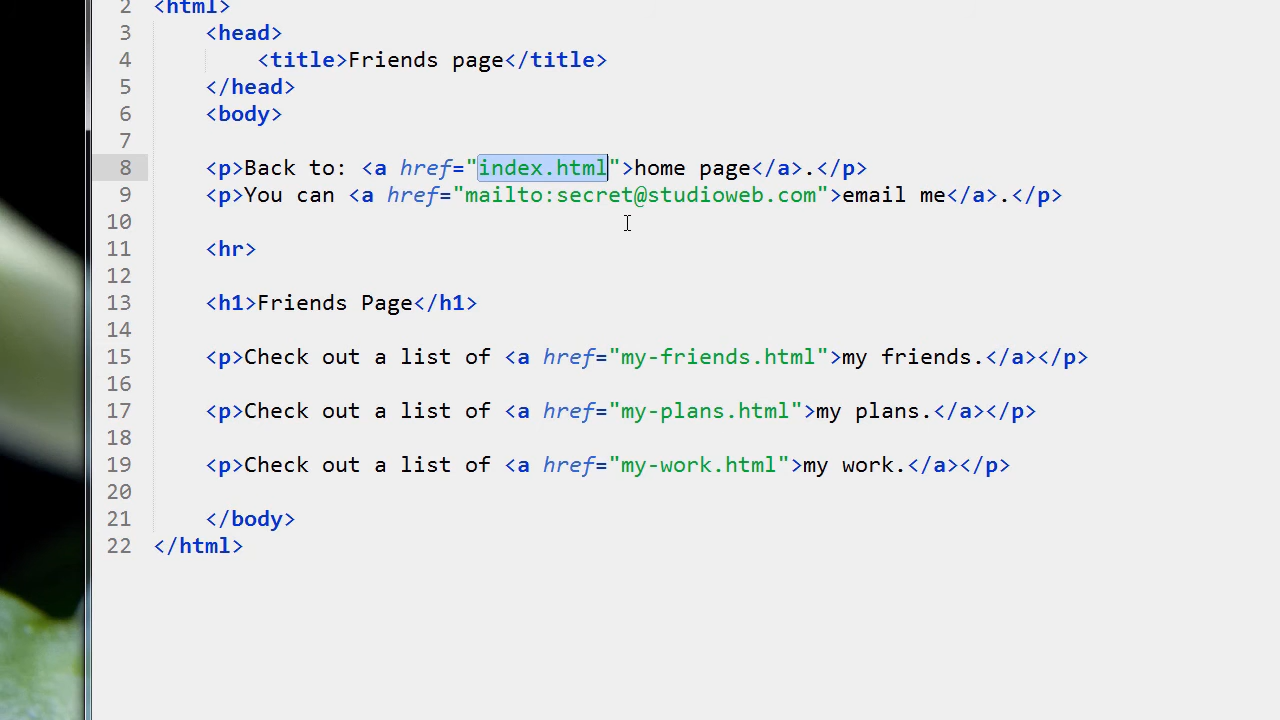 2 <html>
3 <head>
4 <title>Friends page</title>
5 </head>
6 <body>
7
8 <p>Back to: <a href="index.html">home page</a>.</p>
9 <p>You can <a href="mailto:secret@studioweb.com">email me</a>.</p>
10
11 <hr>
12
13 <h1>Friends Page</h1>
14
15 <p>Check out a list of <a href="my-friends.html">my friends.</a></p>
16
17 <p>Check out a list of <a href="my-plans.html">my plans.</a></p>
18
19 <p>Check out a list of <a href="my-work.html">my work.</a></p>
20
21 </body>
22 </html>